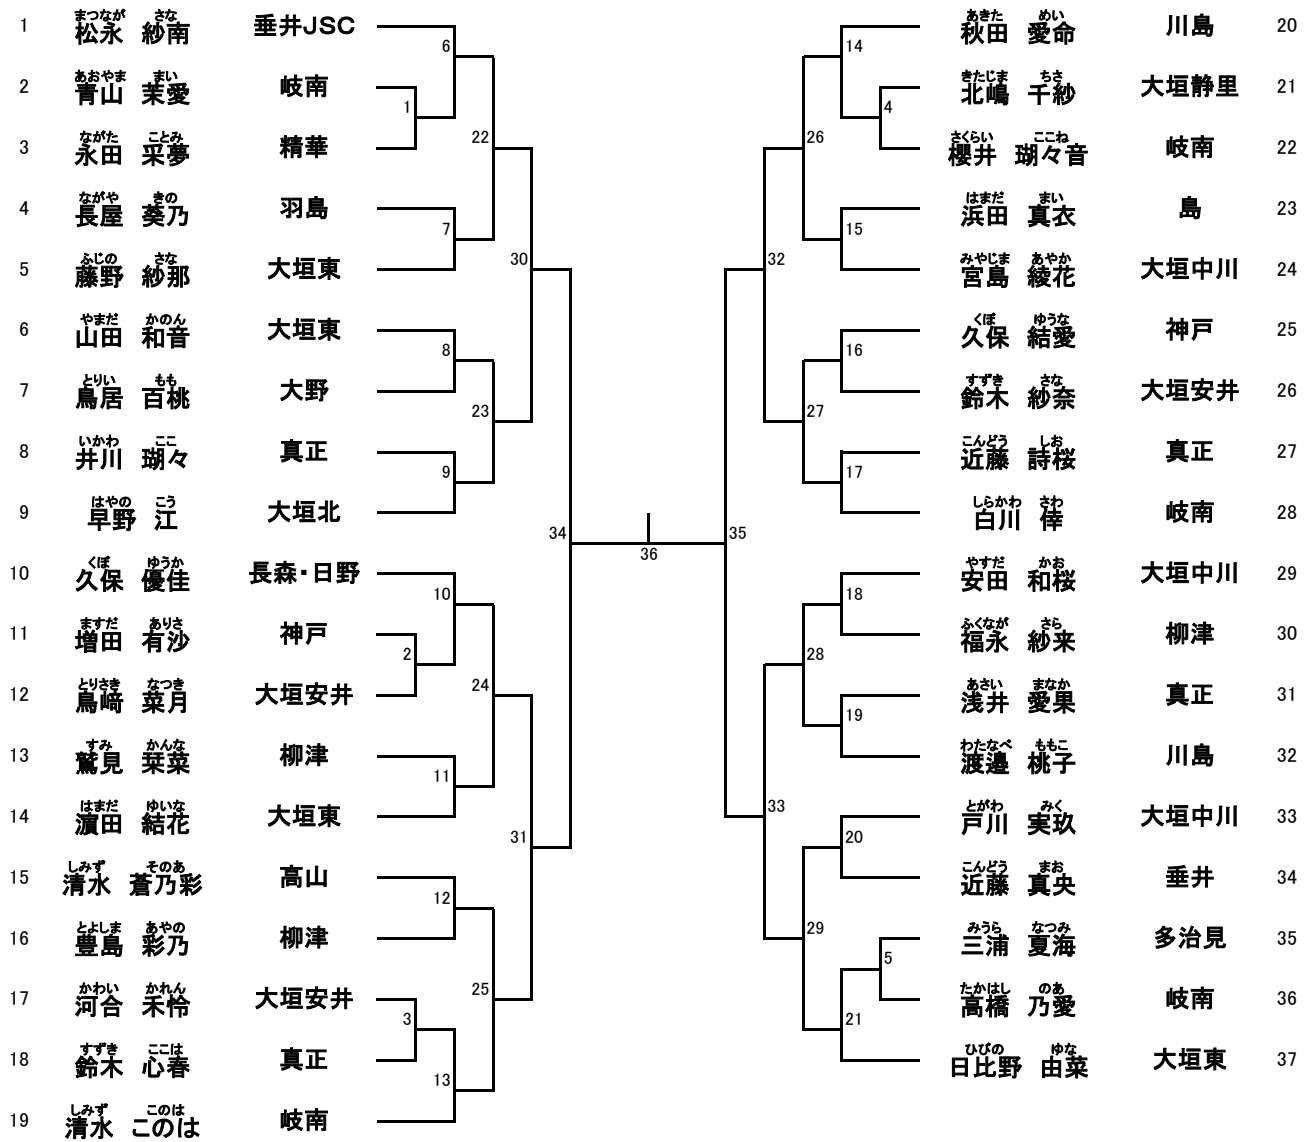 1 松永 紗南 まつなが さな 垂井JSC
2 青山 茉愛 あおやま まい 岐南
3 永田 采夢 ながた ことみ 精華
4 長屋 葵乃 ながや きの 羽島
5 藤野 紗那 ふじの さな 大垣東
6 山田 和音 やまだ かのん 大垣東
7 鳥居 百桃 とりい もも 大野
8 井川 瑚々 いかわ ここ 真正
9 早野 江 はやの こう 大垣北
10 久保 優佳 くぼ ゆうか 長森・日野
11 増田 有沙 ますだ ありさ 神戸
12 鳥﨑 菜月 とりさき なつき 大垣安井
13 鷲見 栞菜 すみ かんな 柳津
14 濵田 結花 はまだ ゆいな 大垣東
15 清水 蒼乃彩 しみず そのあ 高山
16 豊島 彩乃 とよしま あやの 柳津
17 河合 禾怜 かわい かれん 大垣安井
18 鈴木 心春 すずき ここは 真正
19 清水 このは しみず このは 岐南
6
1
22
7
30
8
23
9
34
10
2
24
11
31
12
25
3
13
36
35
14
4
26
15
32
16
27
17
18
28
19
33
20
29
5
21
秋田 愛命 あきた めい 川島 20
北嶋 千紗 きたじま ちさ 大垣静里 21
櫻井 瑚々音 さくらい ここね 岐南 22
浜田 真衣 はまだ まい 島 23
宮島 綾花 みやじま あやか 大垣中川 24
久保 結愛 くぼ ゆうな 神戸 25
鈴木 紗奈 すずき さな 大垣安井 26
近藤 詩桜 こんどう しお 真正 27
白川 倖 しらかわ さわ 岐南 28
安田 和桜 やすだ かお 大垣中川 29
福永 紗来 ふくなが さら 柳津 30
浅井 愛果 あさい まなか 真正 31
渡邉 桃子 わたなべ ももこ 川島 32
戸川 実玖 とがわ みく 大垣中川 33
近藤 真央 こんどう まお 垂井 34
三浦 夏海 みうら なつみ 多治見 35
高橋 乃愛 たかはし のあ 岐南 36
日比野 由菜 ひびの ゆな 大垣東 37